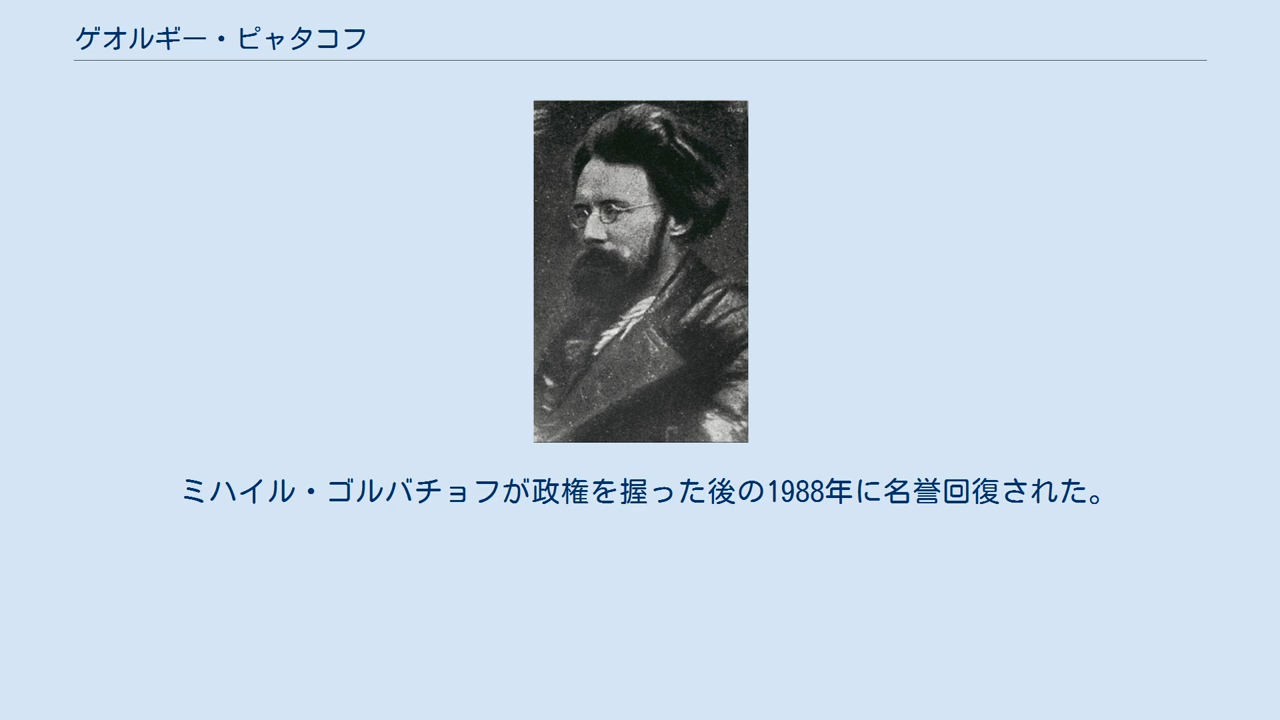 ゲオルギー・ピャタコフ
ミハイル・ゴルバチョフが政権を握った後の1988年に名誉回復された。